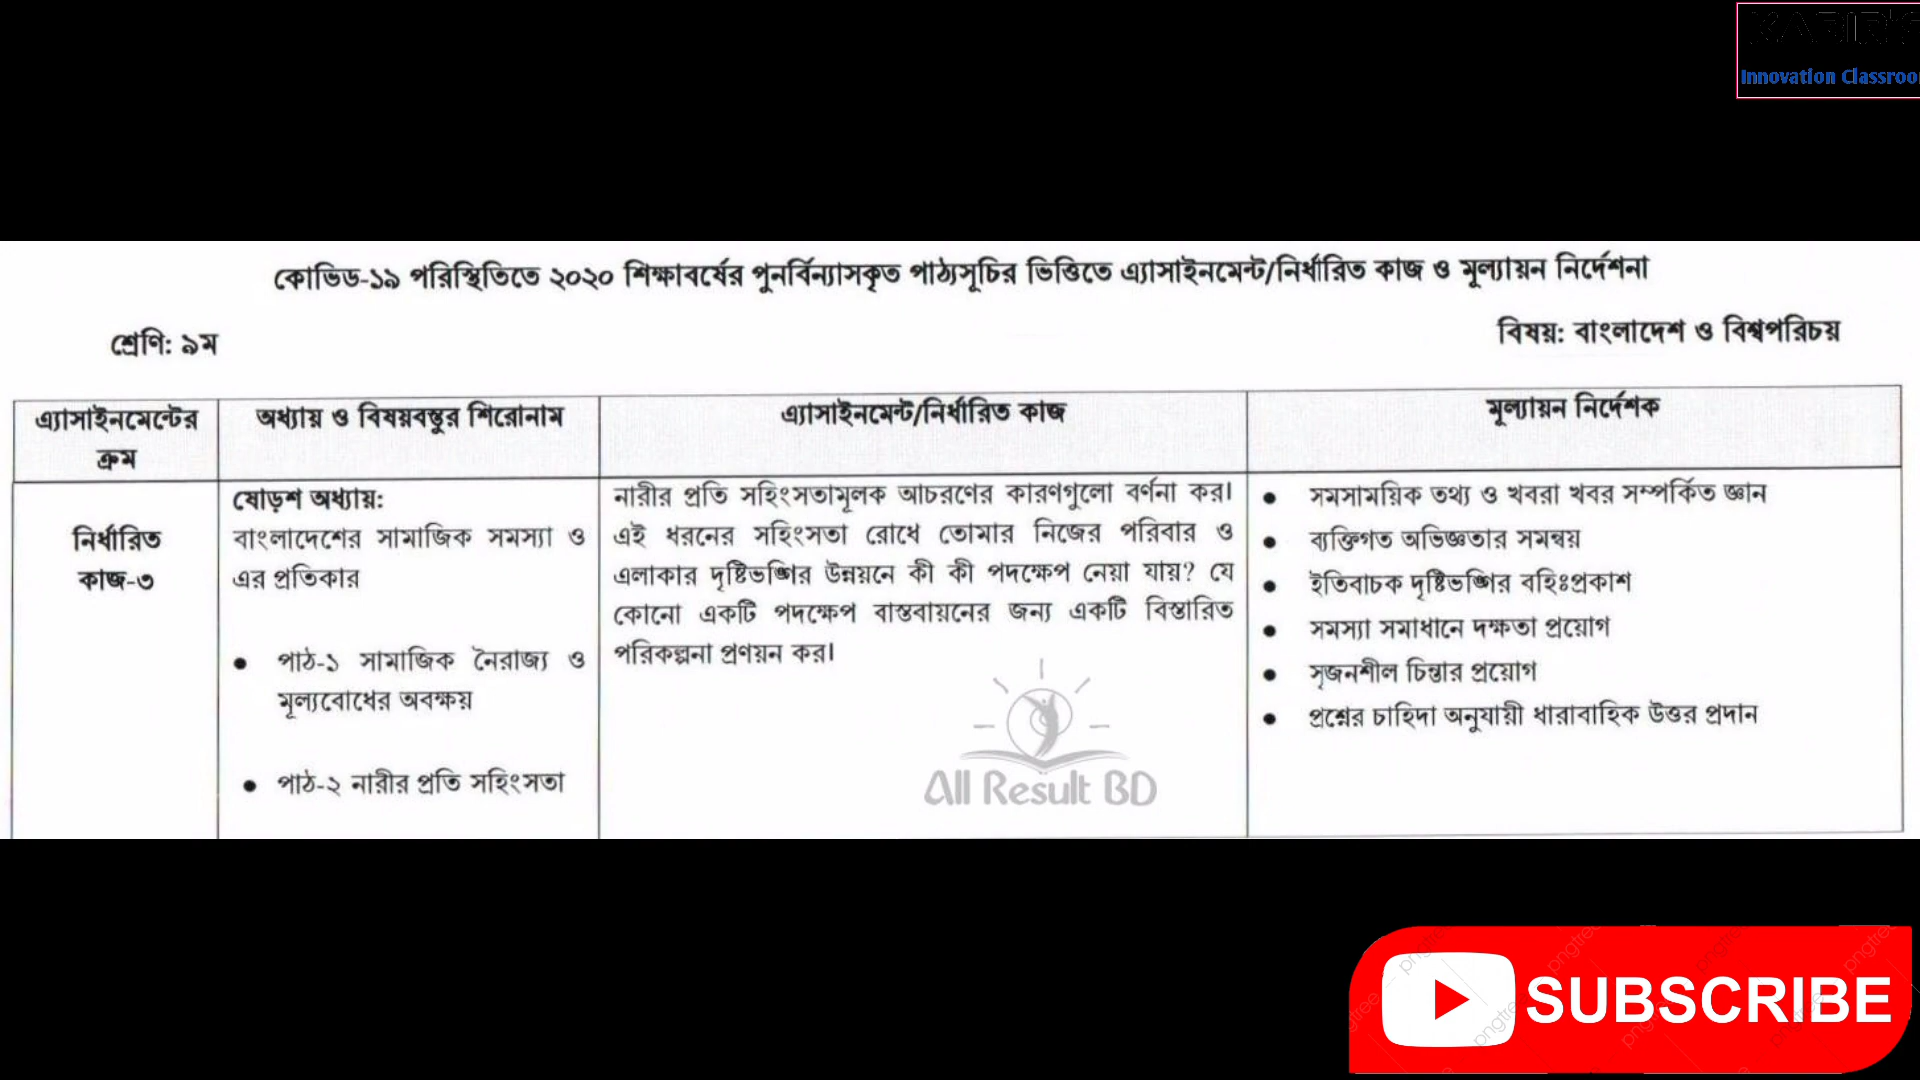 Innovation Classroo
কোভিড-১৯ পরিস্থিতিতে ২০২০ শিক্ষাবর্ষের পুনর্বিন্যাসকৃত পাঠ্যসূচির ভিত্তিতে এ্যাসাইনমেন্ট/নির্ধারিত কাজ ও মূল্যায়ন নির্দেশনা
শ্রেণি: ৯ম
বিষয়: বাংলাদেশ ও বিশ্বপরিচয়
এ্যাসাইনমেন্টের
ক্রম
অধ্যায় ও বিষয়বস্তুর শিরোনাম
এ্যাসাইনমেন্ট/নির্ধারিত কাজ
মূল্যায়ন নির্দেশক
নির্ধারিত
কাজ-৩
ষোড়শ অধ্যায়:
বাংলাদেশের সামাজিক সমস্যা ও
এর প্রতিকার
● পাঠ-১ সামাজিক নৈরাজ্য ও
মূল্যবোধের অবক্ষয়
● পাঠ-২ নারীর প্রতি সহিংসতা
নারীর প্রতি সহিংসতামূলক আচরণের কারণগুলো বর্ণনা কর।
এই ধরনের সহিংসতা রোধে তোমার নিজের পরিবার ও
এলাকার দৃষ্টিভঙ্গির উন্নয়নে কী কী পদক্ষেপ নেয়া যায়? যে
কোনো একটি পদক্ষেপ বাস্তবায়নের জন্য একটি বিস্তারিত
পরিকল্পনা প্রণয়ন কর।
● সমসাময়িক তথ্য ও খবরা খবর সম্পর্কিত জ্ঞান
● ব্যক্তিগত অভিজ্ঞতার সমন্বয়
● ইতিবাচক দৃষ্টিভঙ্গির বহিঃপ্রকাশ
● সমস্যা সমাধানে দক্ষতা প্রয়োগ
● সৃজনশীল চিন্তার প্রয়োগ
● প্রশ্নের চাহিদা অনুযায়ী ধারাবাহিক উত্তর প্রদান
All Result BD
SUBSCRIBE
pngtree